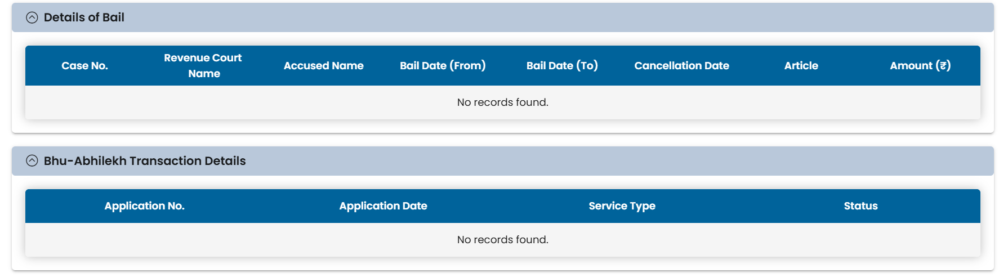 Details of Bail
Case No. Revenue Court Name Accused Name Bail Date (From) Bail Date (To) Cancellation Date Article Amount (₹)
No records found.
Bhu-Abhilekh Transaction Details
Application No. Application Date Service Type Status
No records found.